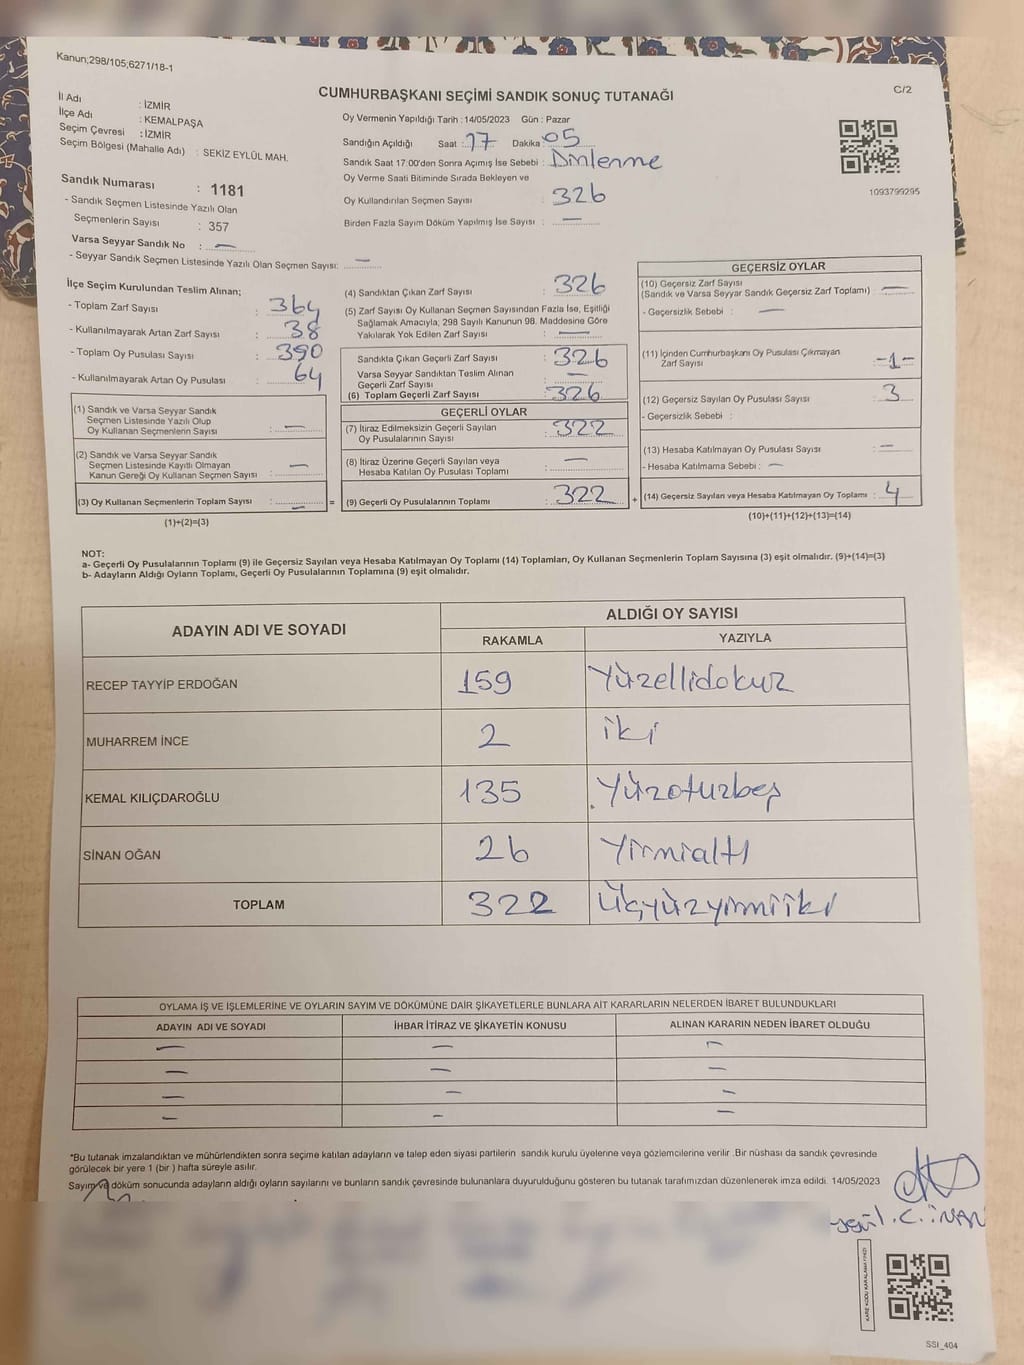 Kanun;298/105;6271/18-1
C/2
CUMHURBAŞKANI SEÇİMİ SANDIK SONUÇ TUTANAĞI
İl Adı : İZMİR
İlçe Adı : KEMALPAŞA
Seçim Çevresi : İZMİR
Seçim Bölgesi (Mahalle Adı) : SEKİZ EYLÜL MAH.
Oy Vermenin Yapıldığı Tarih : 14/05/2023 Gün : Pazar
Sandığın Açıldığı Saat : 17 Dakika : 05
Sandık Saat 17.00'den Sonra Açımış İse Sebebi : Dinlenme
Oy Verme Saati Bitiminde Sırada Bekleyen ve
Oy Kullandırılan Seçmen Sayısı : 326
Birden Fazla Sayım Döküm Yapılmış İse Sayısı : —
1093799295
Sandık Numarası : 1181
- Sandık Seçmen Listesinde Yazılı Olan
Seçmenlerin Sayısı : 357
Varsa Seyyar Sandık No : —
- Seyyar Sandık Seçmen Listesinde Yazılı Olan Seçmen Sayısı: —
İlçe Seçim Kurulundan Teslim Alınan;
- Toplam Zarf Sayısı : 364
- Kullanılmayarak Artan Zarf Sayısı : 38
- Toplam Oy Pusulası Sayısı : 390
- Kullanılmayarak Artan Oy Pusulası : 64
(1) Sandık ve Varsa Seyyar Sandık
Seçmen Listesinde Yazılı Olup
Oy Kullanan Seçmenlerin Sayısı : —
(2) Sandık ve Varsa Seyyar Sandık
Seçmen Listesinde Kayıtlı Olmayan
Kanun Gereği Oy Kullanan Seçmen Sayısı : —
(3) Oy Kullanan Seçmenlerin Toplam Sayısı : — =
(1)+(2)=(3)
(4) Sandıktan Çıkan Zarf Sayısı : 326
(5) Zarf Sayısı Oy Kullanan Seçmen Sayısından Fazla İse, Eşitliği
Sağlamak Amacıyla; 298 Sayılı Kanunun 98. Maddesine Göre
Yakılarak Yok Edilen Zarf Sayısı : —
Sandıkta Çıkan Geçerli Zarf Sayısı : 326
Varsa Seyyar Sandıktan Teslim Alınan
Geçerli Zarf Sayısı : —
(6) Toplam Geçerli Zarf Sayısı : 326
GEÇERLİ OYLAR
(7) İtiraz Edilmeksizin Geçerli Sayılan
Oy Pusulalarının Sayısı : 322
(8) İtiraz Üzerine Geçerli Sayılan veya
Hesaba Katılan Oy Pusulası Toplamı : —
(9) Geçerli Oy Pusulalarının Toplamı : 322 +
GEÇERSİZ OYLAR
(10) Geçersiz Zarf Sayısı
(Sandık ve Varsa Seyyar Sandık Geçersiz Zarf Toplamı) : —
- Geçersizlik Sebebi : —
(11) İçinden Cumhurbaşkanı Oy Pusulası Çıkmayan
Zarf Sayısı : -1-
(12) Geçersiz Sayılan Oy Pusulası Sayısı : 3
- Geçersizlik Sebebi :
(13) Hesaba Katılmayan Oy Pusulası Sayısı : —
- Hesaba Katılmama Sebebi : —
(14) Geçersiz Sayılan veya Hesaba Katılmayan Oy Toplamı : 4
(10)+(11)+(12)+(13)=(14)
NOT:
a- Geçerli Oy Pusulalarının Toplamı (9) ile Geçersiz Sayılan veya Hesaba Katılmayan Oy Toplamı (14) Toplamları, Oy Kullanan Seçmenlerin Toplam Sayısına (3) eşit olmalıdır. (9)+(14)=(3)
b- Adayların Aldığı Oyların Toplamı, Geçerli Oy Pusulalarının Toplamına (9) eşit olmalıdır.
ADAYIN ADI VE SOYADI ALDIĞI OY SAYISI
RAKAMLA YAZIYLA
RECEP TAYYİP ERDOĞAN 159 Yüzellidokuz
MUHARREM İNCE 2 iki
KEMAL KILIÇDAROĞLU 135 Yüzotuzbeş
SİNAN OĞAN 26 Yirmialtı
TOPLAM 322 Üçyüzyirmiiki
OYLAMA İŞ VE İŞLEMLERİNE VE OYLARIN SAYIM VE DÖKÜMÜNE DAİR ŞİKAYETLERLE BUNLARA AİT KARARLARIN NELERDEN İBARET BULUNDUKLARI
ADAYIN ADI VE SOYADI İHBAR İTİRAZ VE ŞİKAYETİN KONUSU ALINAN KARARIN NEDEN İBARET OLDUĞU
— — —
— — —
— — —
— — —
*Bu tutanak imzalandıktan ve mühürlendikten sonra seçime katılan adayların ve talep eden siyasi partilerin sandık kurulu üyelerine veya gözlemcilerine verilir .Bir nüshası da sandık çevresinde
görülecek bir yere 1 (bir ) hafta süreyle asılır.
Sayım ve döküm sonucunda adayların aldığı oyların sayılarını ve bunların sandık çevresinde bulunanlara duyurulduğunu gösteren bu tutanak tarafımızdan düzenlenerek imza edildi. 14/05/2023
C. İNAN
SSI_404